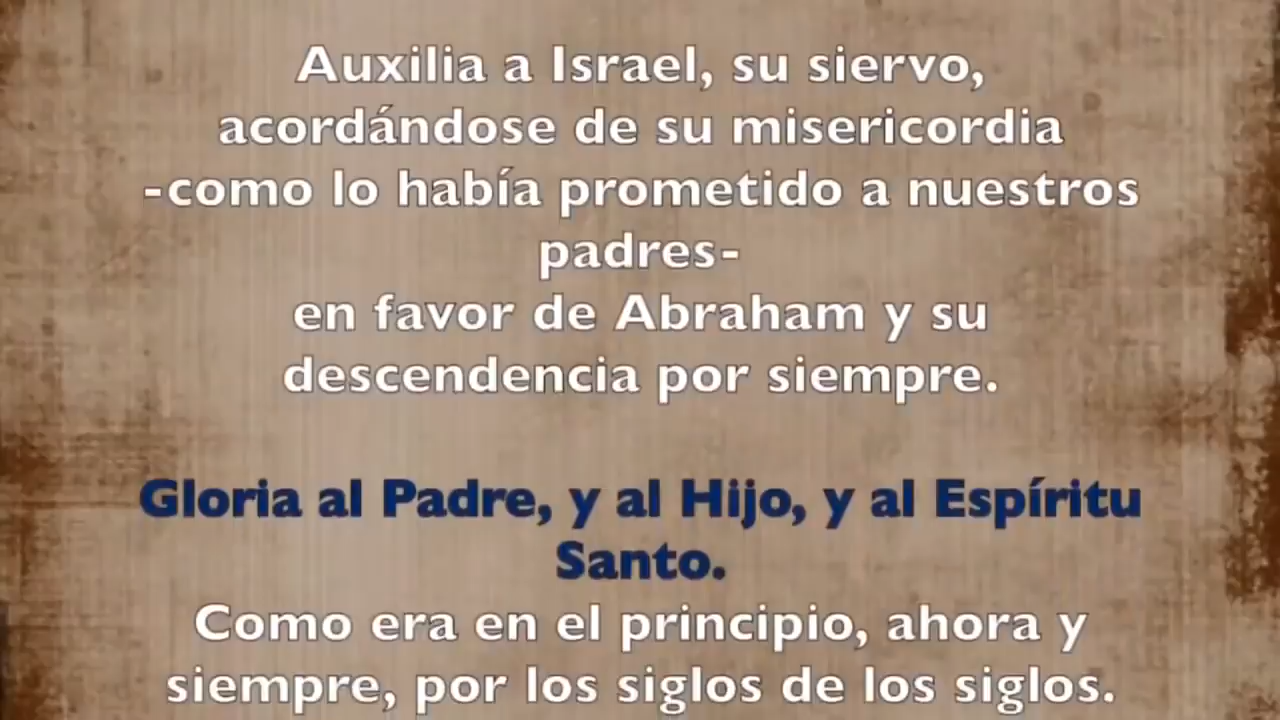 Auxilia a Israel, su siervo,
acordándose de su misericordia
-como lo había prometido a nuestros
padres-
en favor de Abraham y su
descendencia por siempre.
Gloria al Padre, y al Hijo, y al Espíritu
Santo.
Como era en el principio, ahora y
siempre, por los siglos de los siglos.